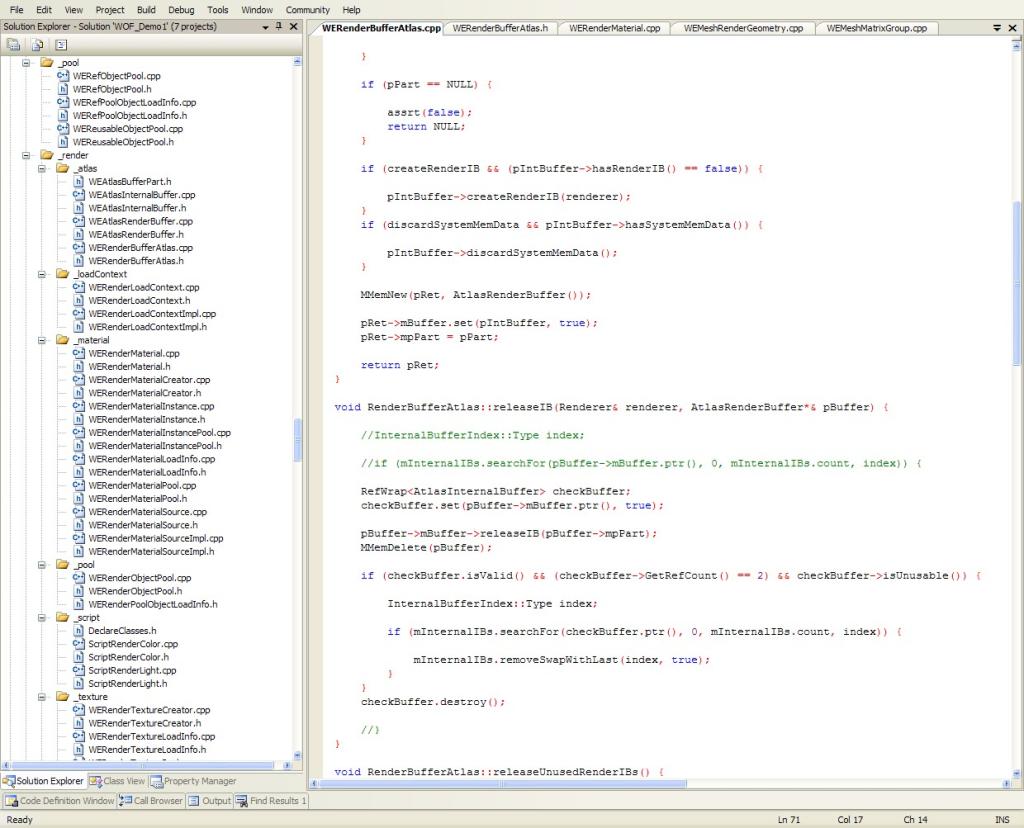 File Edit View Project Build Debug Tools Window Community Help
Solution Explorer - Solution 'WOF_Demo1' (7 projects)
_pool
WERefObjectPool.cpp
WERefObjectPool.h
WERefPoolObjectLoadInfo.cpp
WERefPoolObjectLoadInfo.h
WEReusableObjectPool.cpp
WEReusableObjectPool.h
_render
_atlas
WEAtlasBufferPart.h
WEAtlasInternalBuffer.cpp
WEAtlasInternalBuffer.h
WEAtlasRenderBuffer.cpp
WEAtlasRenderBuffer.h
WERenderBufferAtlas.cpp
WERenderBufferAtlas.h
_loadContext
WERenderLoadContext.cpp
WERenderLoadContext.h
WERenderLoadContextImpl.cpp
WERenderLoadContextImpl.h
_material
WERenderMaterial.cpp
WERenderMaterial.h
WERenderMaterialCreator.cpp
WERenderMaterialCreator.h
WERenderMaterialInstance.cpp
WERenderMaterialInstance.h
WERenderMaterialInstancePool.cpp
WERenderMaterialInstancePool.h
WERenderMaterialLoadInfo.cpp
WERenderMaterialLoadInfo.h
WERenderMaterialPool.cpp
WERenderMaterialPool.h
WERenderMaterialSource.cpp
WERenderMaterialSource.h
WERenderMaterialSourceImpl.cpp
WERenderMaterialSourceImpl.h
_pool
WERenderObjectPool.cpp
WERenderObjectPool.h
WERenderPoolObjectLoadInfo.h
_script
DeclareClasses.h
ScriptRenderColor.cpp
ScriptRenderColor.h
ScriptRenderLight.cpp
ScriptRenderLight.h
_texture
WERenderTextureCreator.cpp
WERenderTextureCreator.h
WERenderTextureLoadInfo.cpp
WERenderTextureLoadInfo.h
Solution Explorer Class View Property Manager
WERenderBufferAtlas.cpp WERenderBufferAtlas.h WERenderMaterial.cpp WEMeshRenderGeometry.cpp WEMeshMatrixGroup.cpp
}
if (pPart == NULL) {
assrt(false);
return NULL;
}
if (createRenderIB && (pIntBuffer->hasRenderIB() == false)) {
pIntBuffer->createRenderIB(renderer);
}
if (discardSystemMemData && pIntBuffer->hasSystemMemData()) {
pIntBuffer->discardSystemMemData();
}
MMemNew(pRet, AtlasRenderBuffer());
pRet->mBuffer.set(pIntBuffer, true);
pRet->mpPart = pPart;
return pRet;
}
void RenderBufferAtlas::releaseIB(Renderer& renderer, AtlasRenderBuffer*& pBuffer) {
//InternalBufferIndex::Type index;
//if (mInternalIBs.searchFor(pBuffer->mBuffer.ptr(), 0, mInternalIBs.count, index)) {
RefWrap<AtlasInternalBuffer> checkBuffer;
checkBuffer.set(pBuffer->mBuffer.ptr(), true);
pBuffer->mBuffer->releaseIB(pBuffer->mpPart);
MMemDelete(pBuffer);
if (checkBuffer.isValid() && (checkBuffer->GetRefCount() == 2) && checkBuffer->isUnusable()) {
InternalBufferIndex::Type index;
if (mInternalIBs.searchFor(checkBuffer.ptr(), 0, mInternalIBs.count, index)) {
mInternalIBs.removeSwapWithLast(index, true);
}
}
checkBuffer.destroy();
//}
}
void RenderBufferAtlas::releaseUnusedRenderIBs() {
Code Definition Window Call Browser Output Find Results 1
Ready Ln 71 Col 17 Ch 14 INS